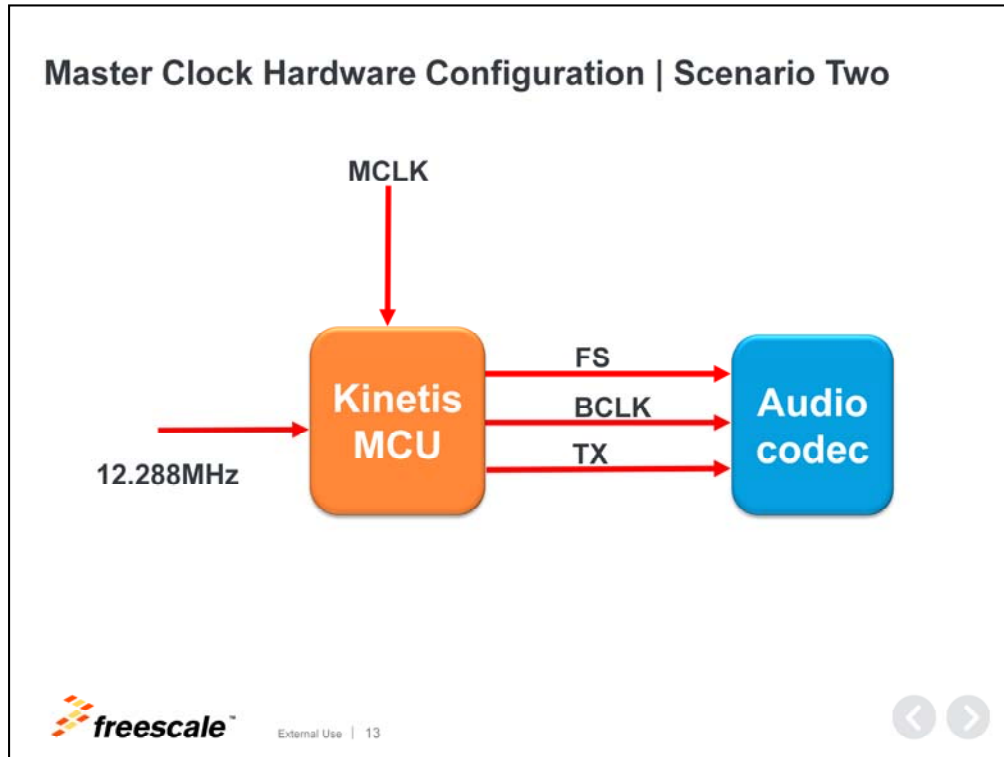 Master Clock Hardware Configuration | Scenario Two
MCLK
Kinetis
MCU
12.288MHz
FS
BCLK
TX
Audio
codec
freescale™
External Use | 13